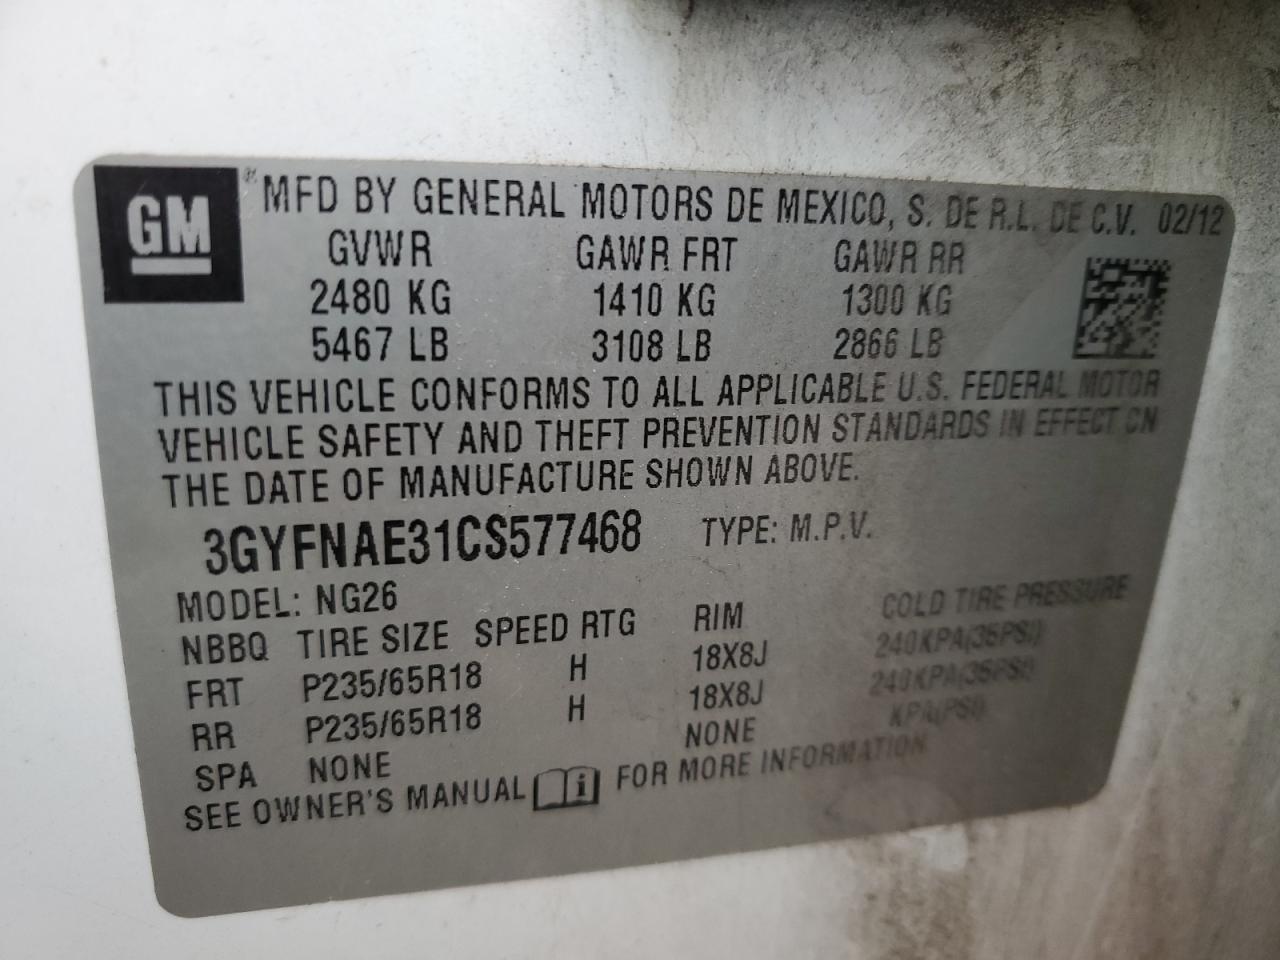 GM® MFD BY GENERAL MOTORS DE MEXICO, S. DE R.L. DE C.V. 02/12
GVWR GAWR FRT GAWR RR
2480 KG 1410 KG 1300 KG
5467 LB 3108 LB 2866 LB
THIS VEHICLE CONFORMS TO ALL APPLICABLE U.S. FEDERAL MOTOR
VEHICLE SAFETY AND THEFT PREVENTION STANDARDS IN EFFECT ON
THE DATE OF MANUFACTURE SHOWN ABOVE.
3GYFNAE31CS577468 TYPE: M.P.V.
MODEL: NG26
NBBQ TIRE SIZE SPEED RTG RIM COLD TIRE PRESSURE
FRT P235/65R18 H 18X8J 240KPA(35PSI)
RR P235/65R18 H 18X8J 240KPA(35PSI)
SPA NONE NONE KPA(PSI)
SEE OWNER'S MANUAL i FOR MORE INFORMATION